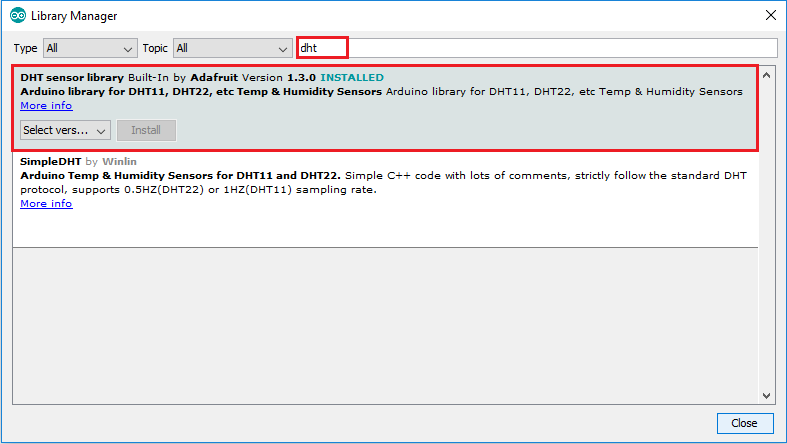 Library Manager
Type All Topic All dht
DHT sensor library Built-In by Adafruit Version 1.3.0 INSTALLED
Arduino library for DHT11, DHT22, etc Temp & Humidity Sensors Arduino library for DHT11, DHT22, etc Temp & Humidity Sensors
More info
Select vers... Install
SimpleDHT by Winlin
Arduino Temp & Humidity Sensors for DHT11 and DHT22. Simple C++ code with lots of comments, strictly follow the standard DHT
protocol, supports 0.5HZ(DHT22) or 1HZ(DHT11) sampling rate.
More info
Close